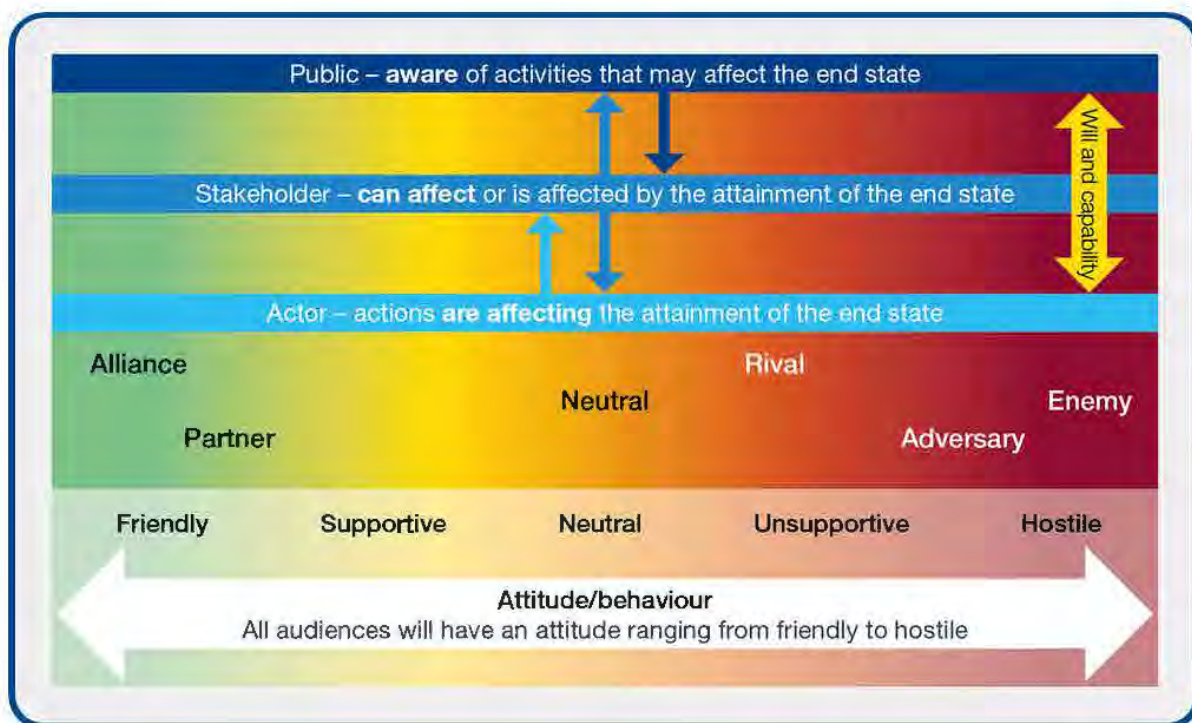 Public – aware of activities that may affect the end state
Will and capability
Stakeholder – can affect or is affected by the attainment of the end state
Actor – actions are affecting the attainment of the end state
Alliance
Rival
Neutral
Enemy
Partner
Adversary
Friendly
Supportive
Neutral
Unsupportive
Hostile
Attitude/behaviour
All audiences will have an attitude ranging from friendly to hostile